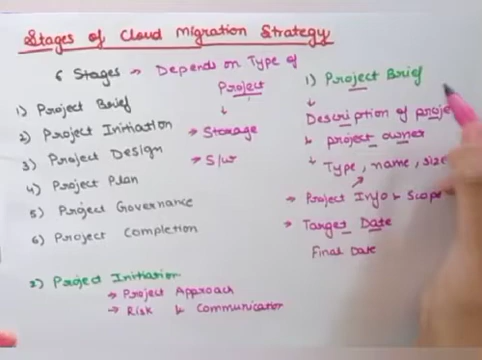 Stages of Cloud Migration Strategy
6 Stages → Depends on Type of
Project
↓
→ Storage
→ S/w
1) Project Brief
2) Project Initiation
3) Project Design
4) Project Plan
5) Project Governance
6) Project Completion
1) Project Brief
↓
Description of proje
↳ project owner
↓ Type, name, size
→ Project Info & Scope
→ Target Date
Final Date
2) Project Initiation
→ Project Approach
→ Risk & Communication